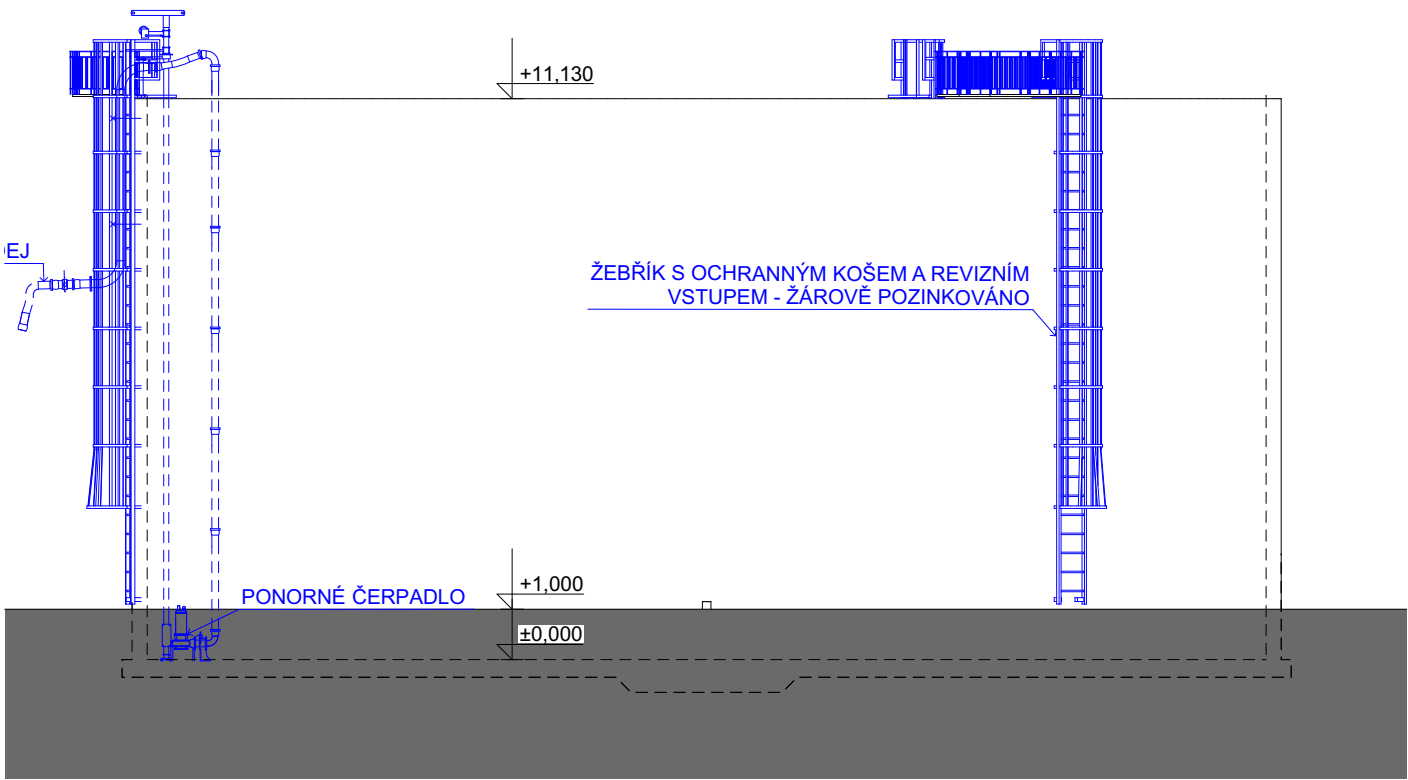 +11,130
EJ
ŽEBŘÍK S OCHRANNÝM KOŠEM A REVIZNÍM
VSTUPEM - ŽÁROVĚ POZINKOVÁNO
+1,000
PONORNÉ ČERPADLO
±0,000